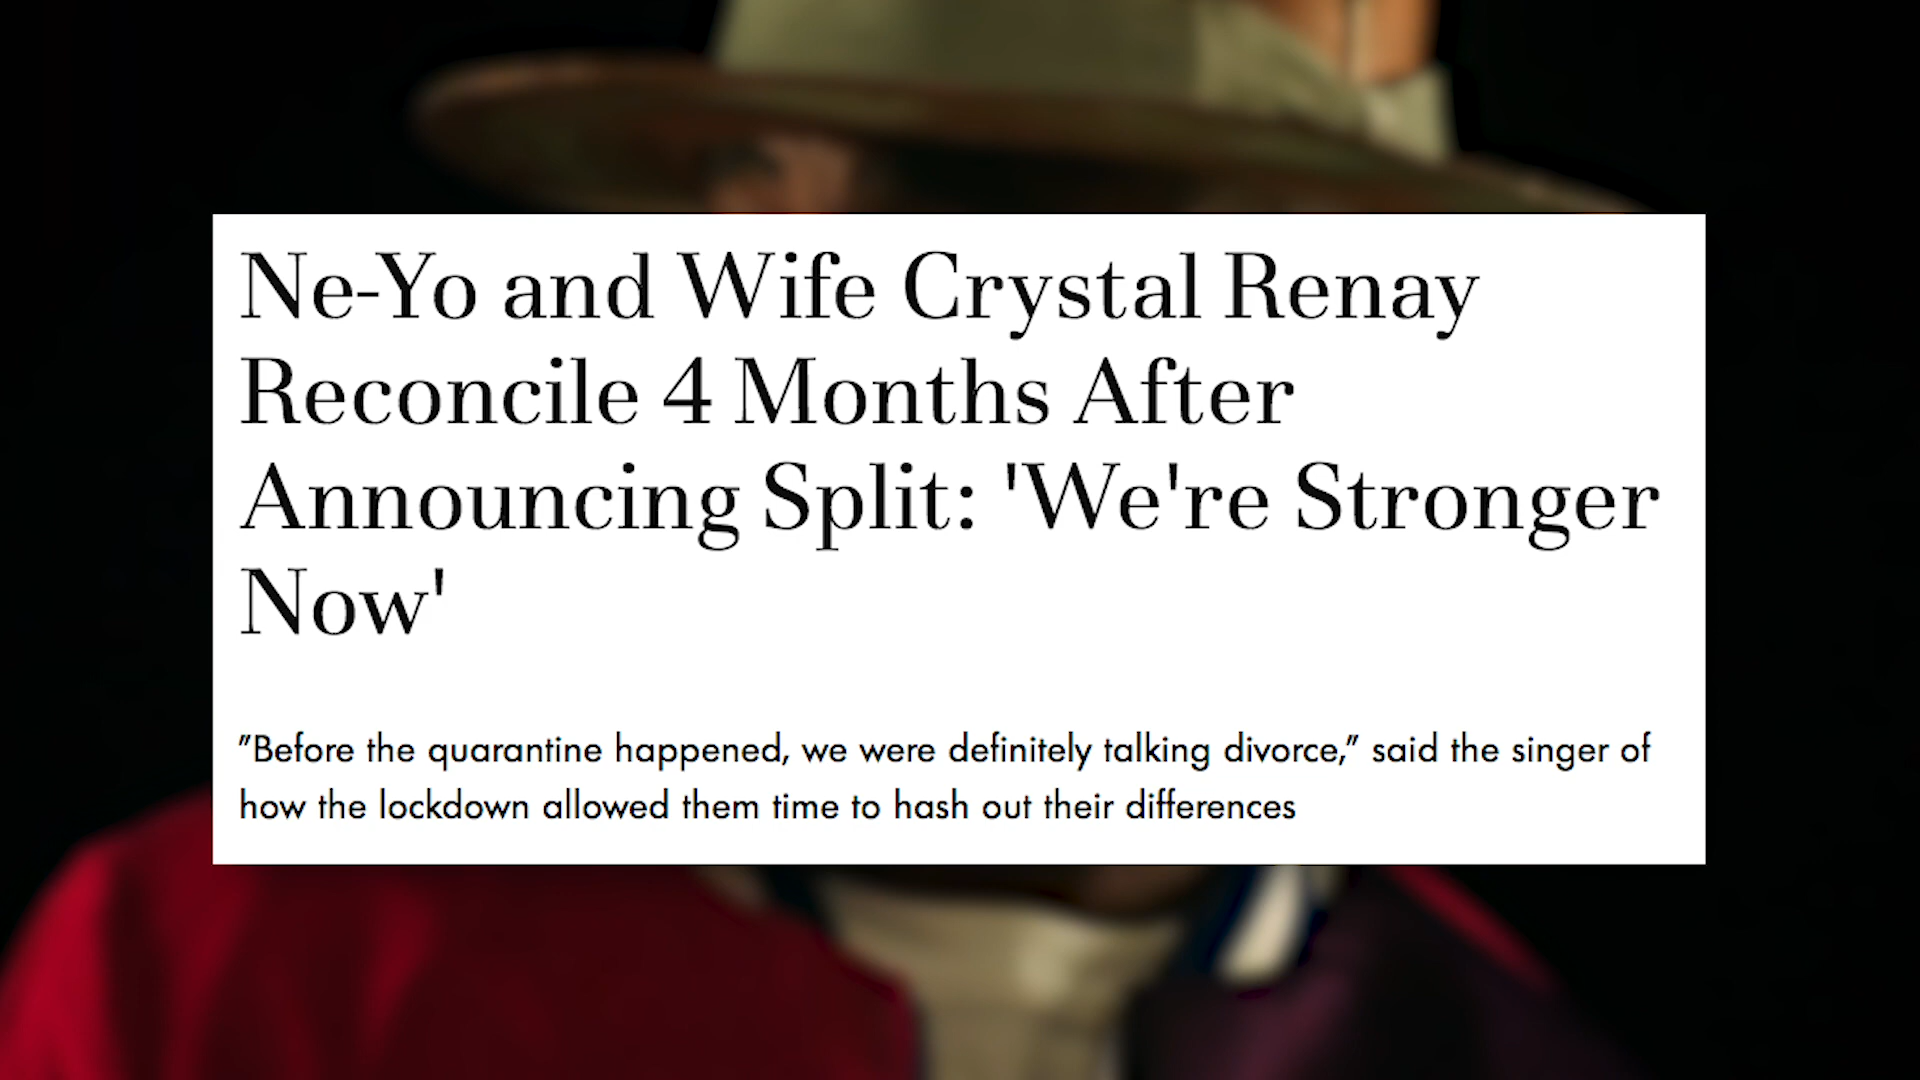 Ne-Yo and Wife Crystal Renay
Reconcile 4 Months After
Announcing Split: 'We're Stronger
Now'
"Before the quarantine happened, we were definitely talking divorce,” said the singer of
how the lockdown allowed them time to hash out their differences